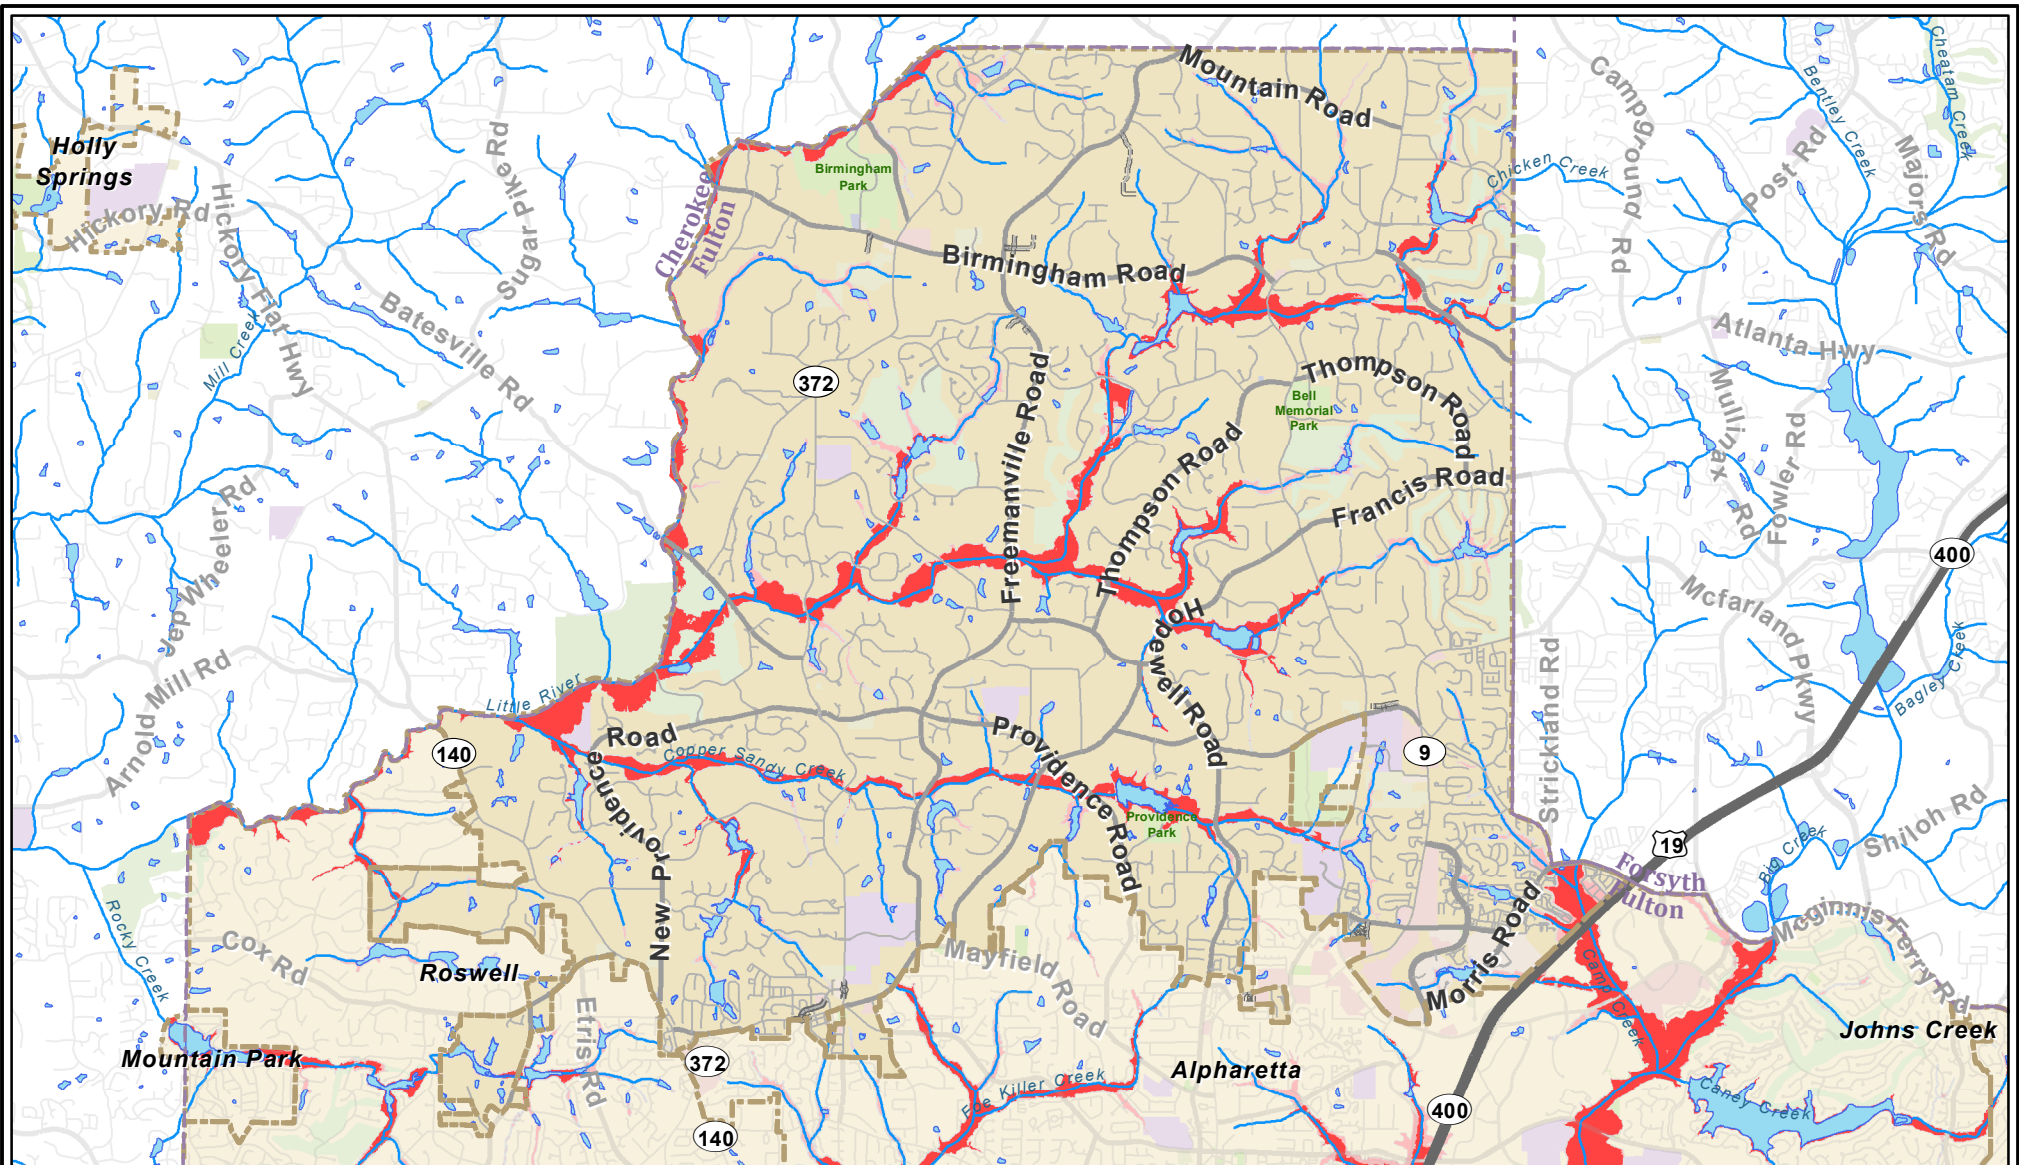 Mountain Road
Campground Rd
Bentley Creek
Cheatam Creek
Majors Rd
Post Rd
Holly
Springs
Hickory Rd
Hickory Flat Hwy
Sugar Pike Rd
Batesville Rd
Mill Creek
Cherokee
Fulton
Birmingham
Park
Chicken Creek
Birmingham Road
Atlanta Hwy
372
Freemanville Road
Thompson Road
Bell
Memorial
Park
Thompson Road
Francis Road
Mullinax Rd
Fowler Rd
400
Jep Wheeler Rd
Arnold Mill Rd
Little River
Hopewell Road
Mcfarland Pkwy
Strickland Rd
Bagley Creek
140
Providence Road
Copper Sandy Creek
Providence Road
Providence
Park
9
19
Shiloh Rd
Big Creek
Forsyth
Fulton
Mcginnis Ferry Rd
New Providence
Rocky Creek
Cox Rd
Roswell
Etris Rd
Mayfield Road
Morris Road
Camp Creek
Johns Creek
Mountain Park
372
Foe Killer Creek
Alpharetta
Caney Creek
400
140